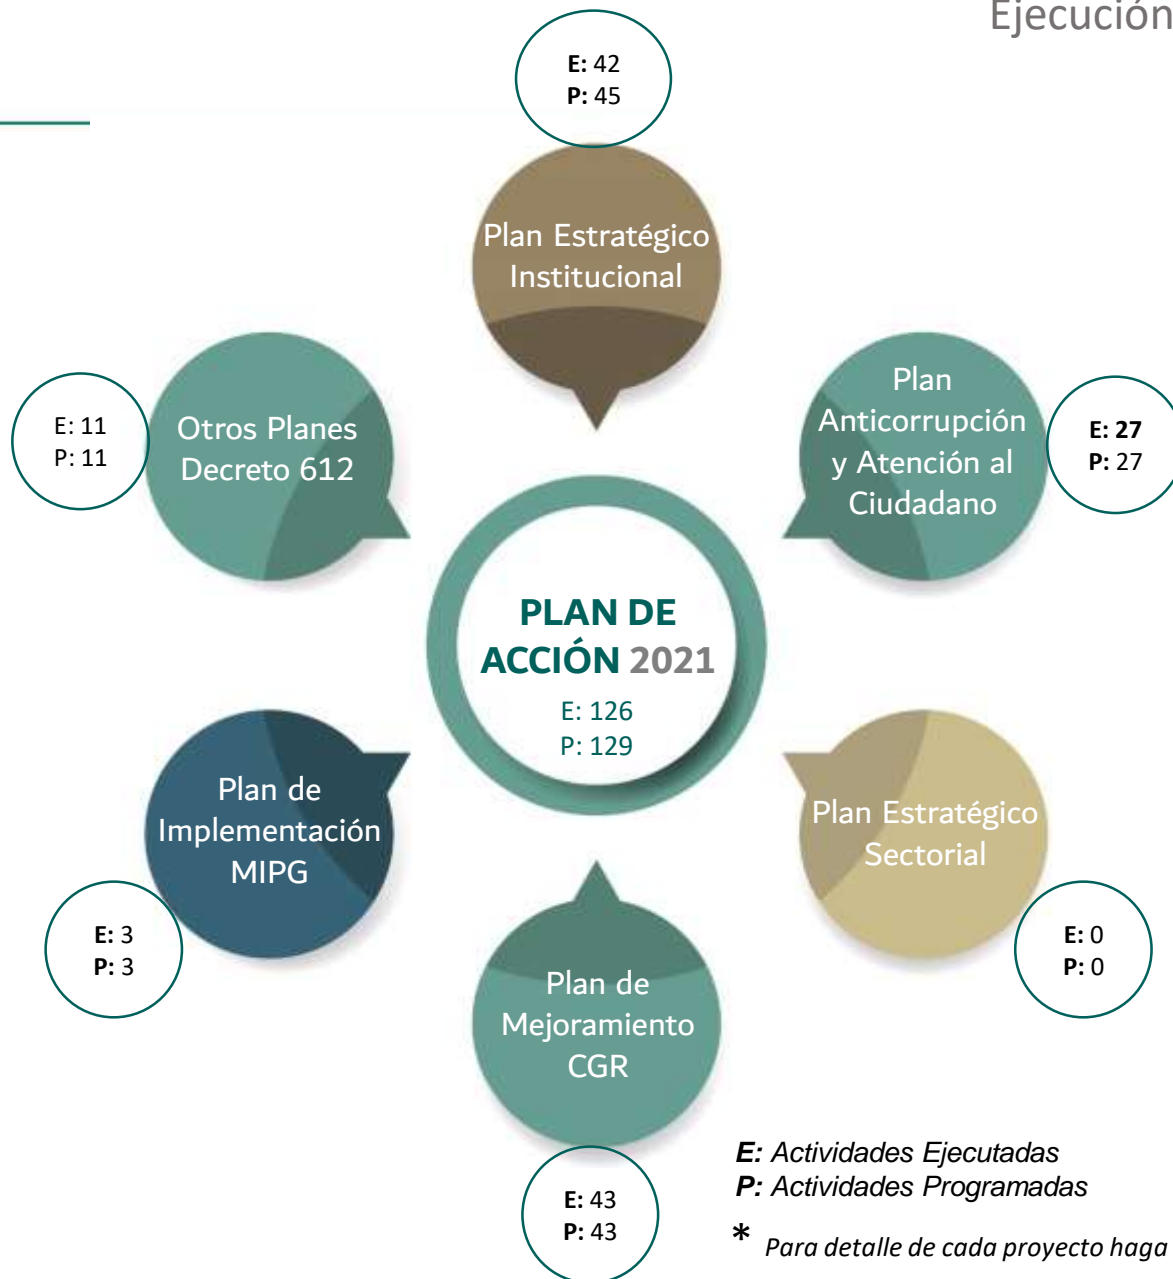 Ejecución
E: 42
P: 45
Plan Estratégico
Institucional
Otros Planes
Decreto 612
E: 11
P: 11
Plan
Anticorrupción
y Atención al
Ciudadano
E: 27
P: 27
PLAN DE
ACCIÓN 2021
E: 126
P: 129
Plan de
Implementación
MIPG
E: 3
P: 3
Plan Estratégico
Sectorial
E: 0
P: 0
Plan de
Mejoramiento
CGR
E: 43
P: 43
E: Actividades Ejecutadas
P: Actividades Programadas
* Para detalle de cada proyecto haga